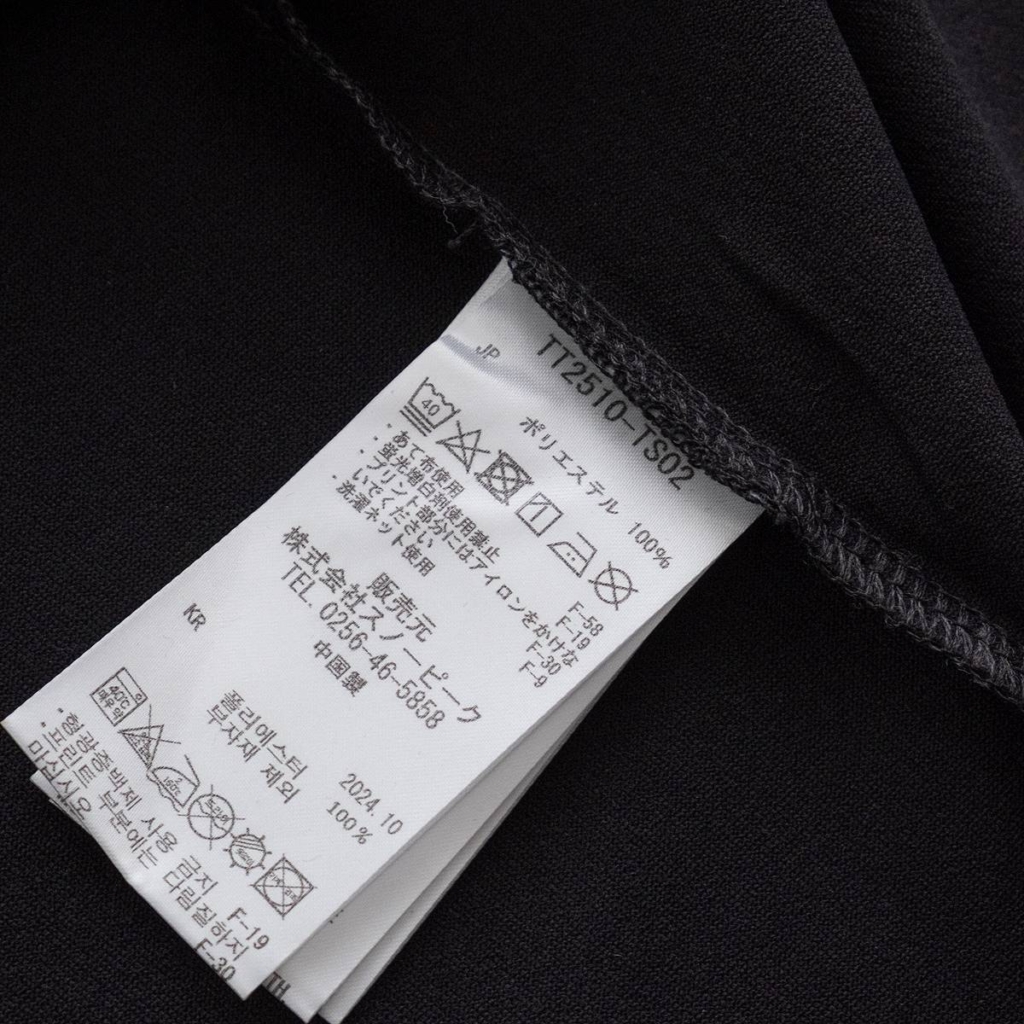 TT2510-TS02
JP
ポリエステル 100%
40
・あて布使用 F-58
・蛍光増白剤使用禁止 F-19
・プリント部分にはアイロンをかけな
いでください F-30
・洗濯ネット使用 F-9
販売元
株式会社スノーピーク
TEL. 0256-46-5858
中国製
2024.10
KR
폴리에스터 100%
부자재 제외
40℃
・형광증백제 사용 금지 F-19
・프린트 부분에는 다림질하지
마십시오 F-30
TH